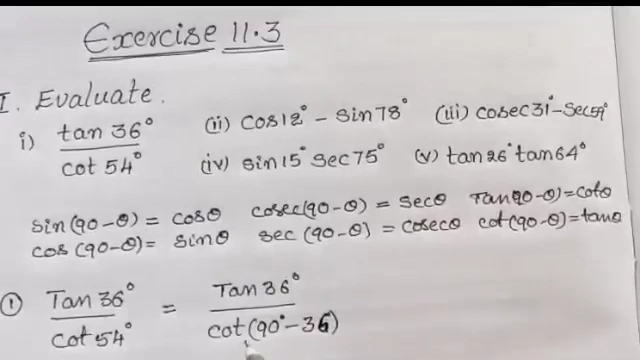 Exercise 11.3
I. Evaluate.
i) tan 36° / cot 54° (ii) cos12° - sin78° (iii) cosec31° - sec59°
(iv) sin15° sec75° (v) tan26° tan64°
sin(90-θ) = cosθ cosec(90-θ) = secθ Tan(90-θ)=cotθ
cos(90-θ)= sinθ sec(90-θ) = cosecθ cot(90-θ)=tanθ
① Tan36° / cot54° = Tan36° / cot(90°-36)